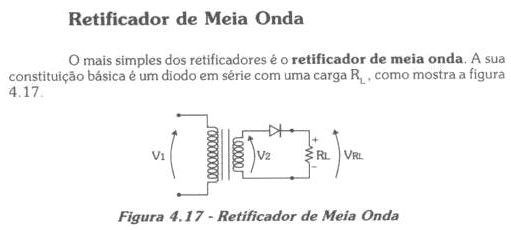 Retificador de Meia Onda
O mais simples dos retificadores é o retificador de meia onda. A sua
constituição básica é um diodo em série com uma carga RL, como mostra a figura
4.17.
V1 V2 + RL - VRL
Figura 4.17 - Retificador de Meia Onda